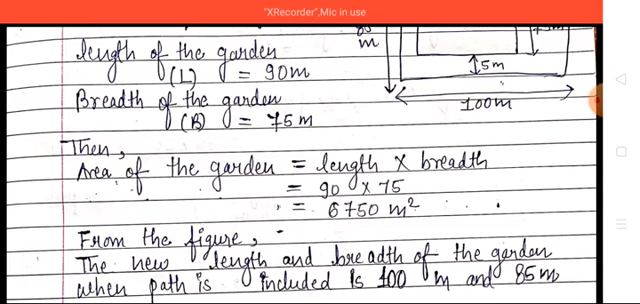 "XRecorder",Mic in use
length of the garden
(L) = 90m
Breadth of the garden
(B) = 75 m
m
5m
100m
Then,
Area of the garden = length × breadth
= 90 × 75
= 6750 m²
From the figure,
The new length and breadth of the garden
when path is included is 100 m and 85m